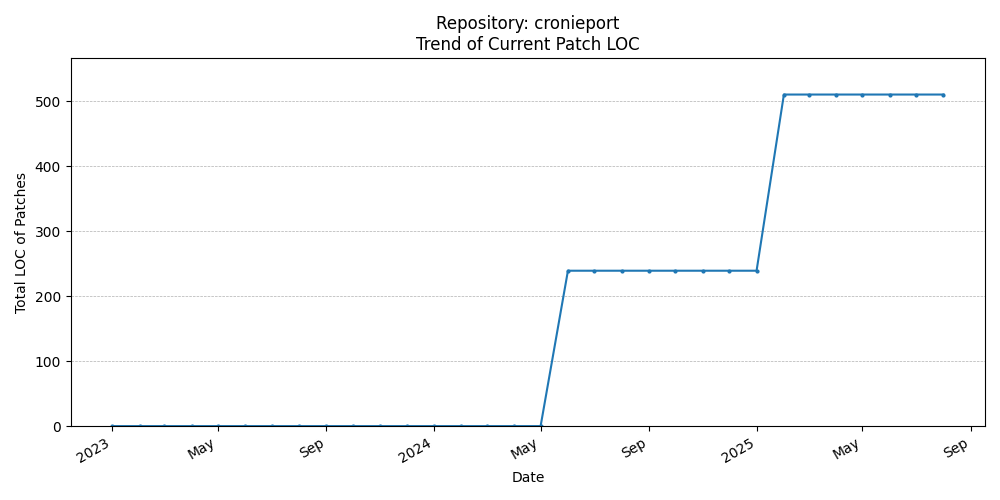 Repository: cronieport
Trend of Current Patch LOC
Total LOC of Patches
500
400
300
200
100
0
2023
May
Sep
2024
May
Sep
2025
May
Sep
Date